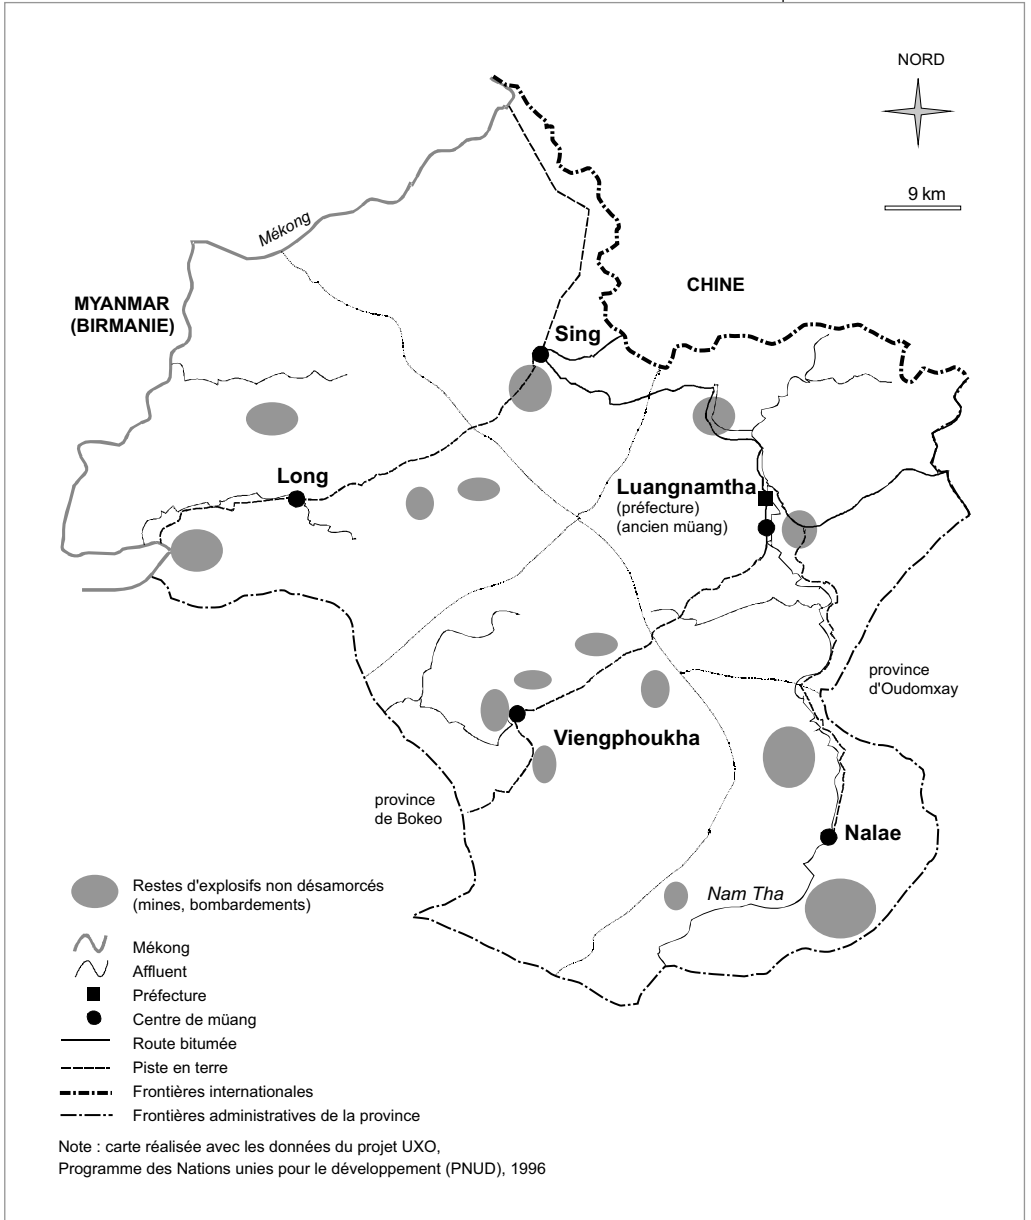 NORD
9 km
Mékong
CHINE
MYANMAR
(BIRMANIE)
Sing
Long
Luangnamtha
(préfecture)
(ancien müang)
province
d'Oudomxay
Viengphoukha
province
de Bokeo
Nalae
Nam Tha
Restes d'explosifs non désamorcés
(mines, bombardements)
Mékong
Affluent
Préfecture
Centre de müang
Route bitumée
Piste en terre
Frontières internationales
Frontières administratives de la province
Note : carte réalisée avec les données du projet UXO,
Programme des Nations unies pour le développement (PNUD), 1996